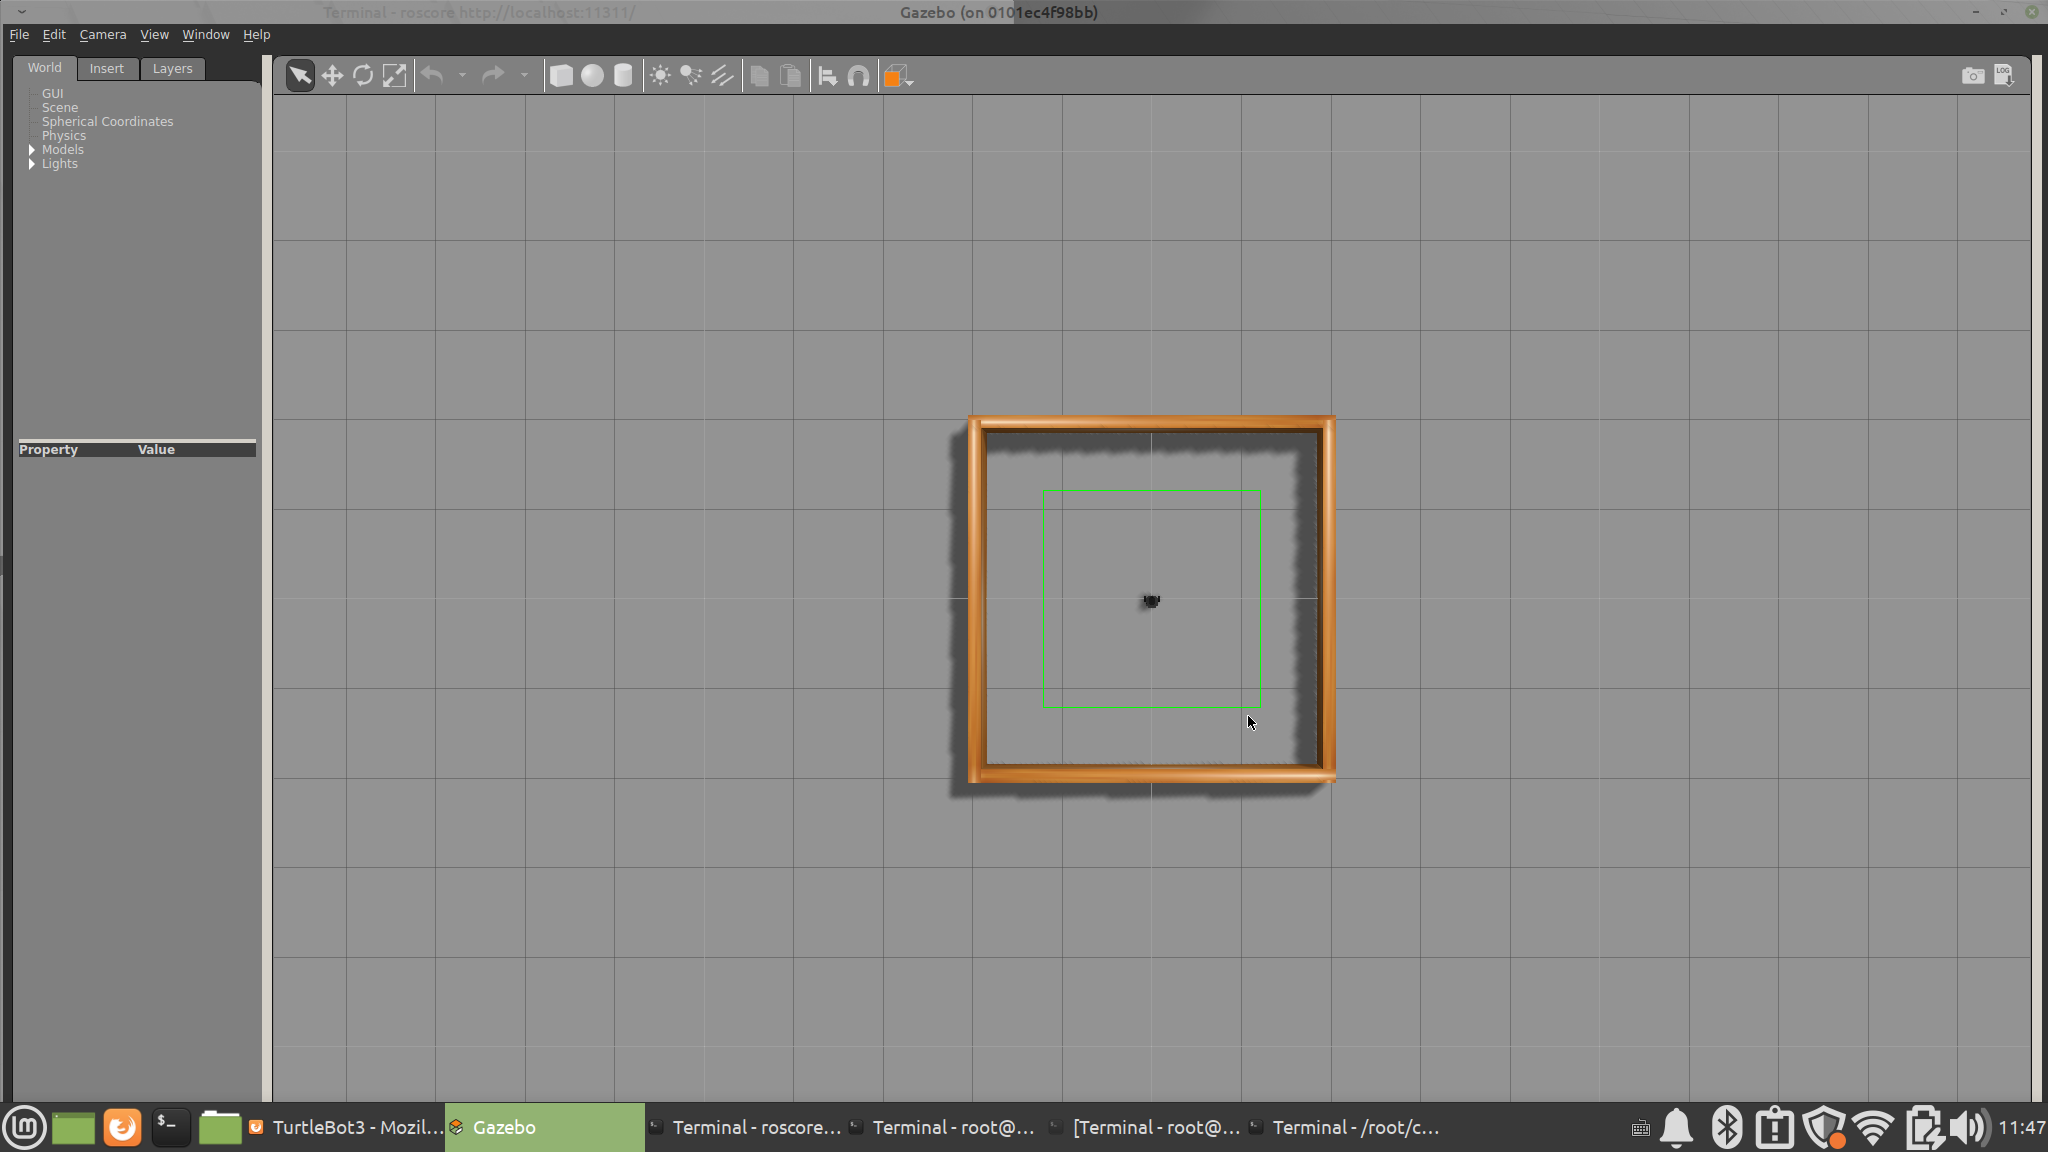 Terminal - roscore http://localhost:11311/
Gazebo (on 0101ec4f98bb)
File Edit Camera View Window Help
World Insert Layers
GUI
Scene
Spherical Coordinates
Physics
Models
Lights
LOG
Property Value
$-
TurtleBot3 - Mozil... Gazebo Terminal - roscore... Terminal - root@... [Terminal - root@... Terminal - /root/c... 11:47